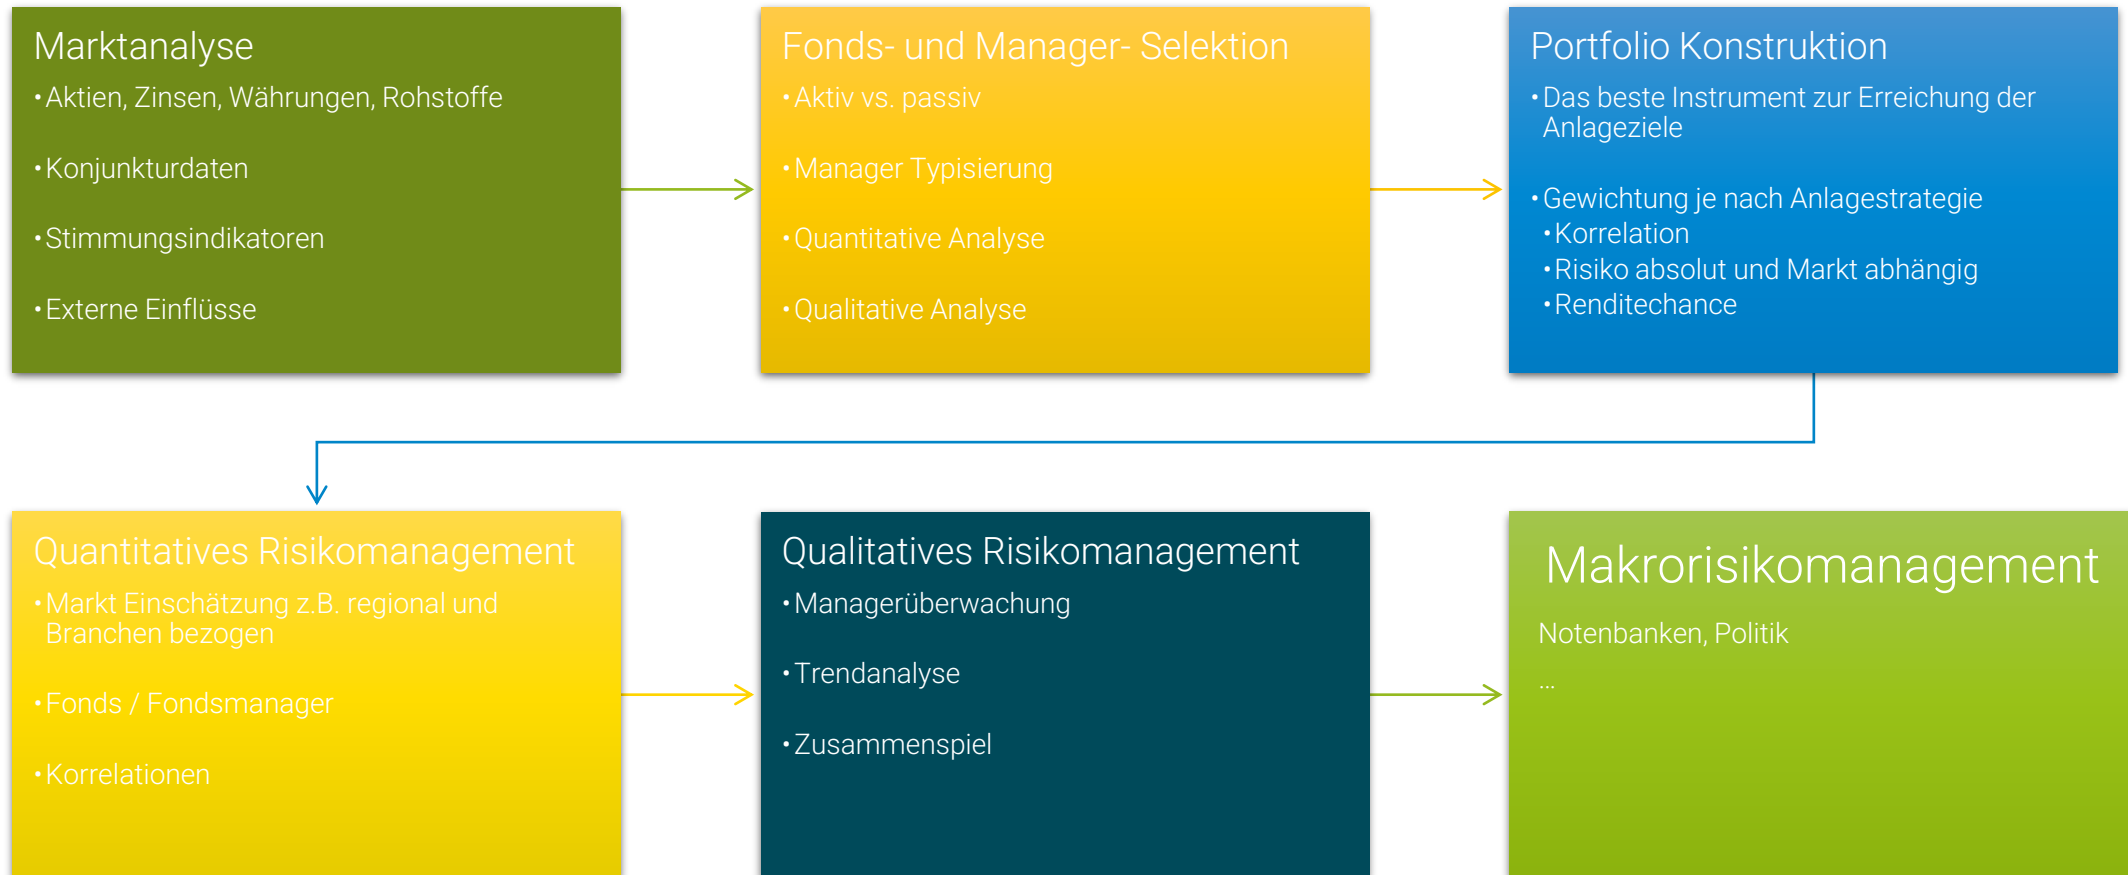 Marktanalyse
•Aktien, Zinsen, Währungen, Rohstoffe
•Konjunkturdaten
•Stimmungsindikatoren
•Externe Einflüsse
Fonds- und Manager- Selektion
•Aktiv vs. passiv
•Manager Typisierung
•Quantitative Analyse
•Qualitative Analyse
Portfolio Konstruktion
•Das beste Instrument zur Erreichung der
Anlageziele
•Gewichtung je nach Anlagestrategie
•Korrelation
•Risiko absolut und Markt abhängig
•Renditechance
Quantitatives Risikomanagement
•Markt Einschätzung z.B. regional und
Branchen bezogen
•Fonds / Fondsmanager
•Korrelationen
Qualitatives Risikomanagement
•Managerüberwachung
•Trendanalyse
•Zusammenspiel
Makrorisikomanagement
Notenbanken, Politik
...